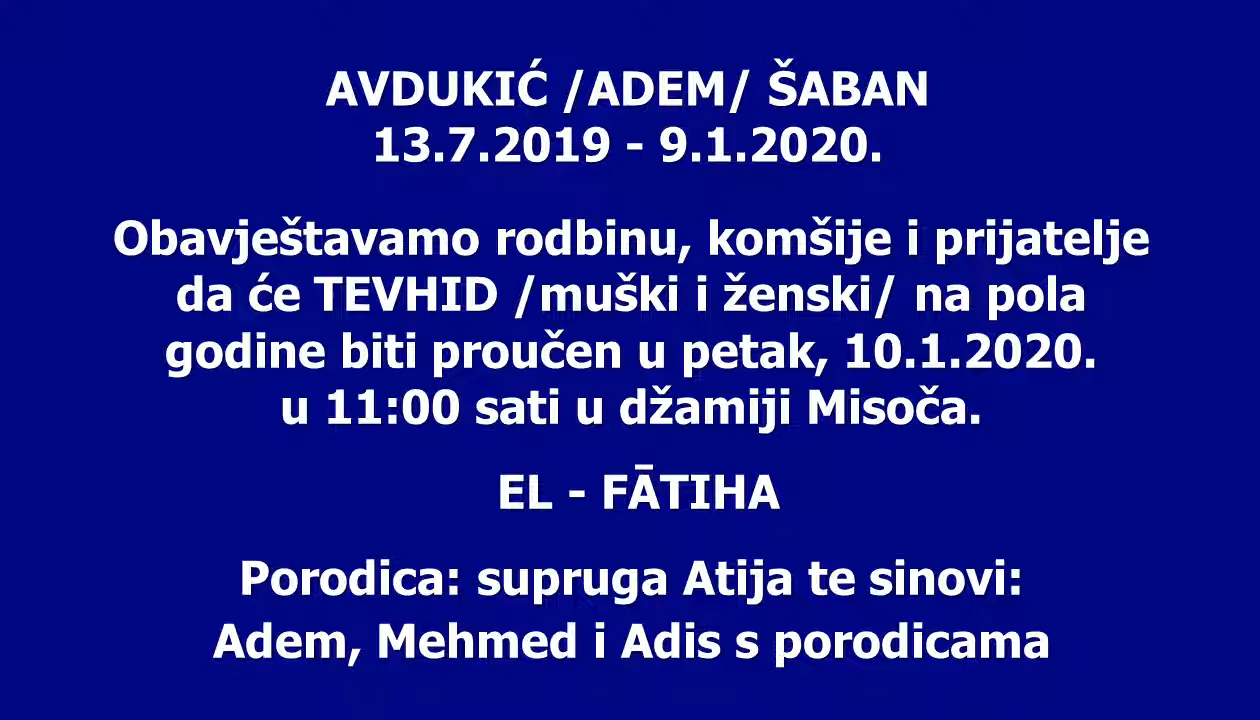 AVDUKIĆ /ADEM/ ŠABAN
13.7.2019 - 9.1.2020.
Obavještavamo rodbinu, komšije i prijatelje
da će TEVHID /muški i ženski/ na pola
godine biti proučen u petak, 10.1.2020.
u 11:00 sati u džamiji Misoča.
EL - FĀTIHA
Porodica: supruga Atija te sinovi:
Adem, Mehmed i Adis s porodicama